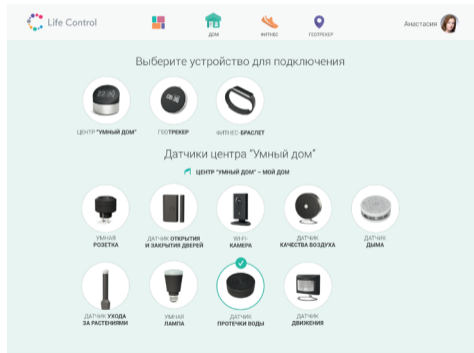 Life Control
ДОМ
ФИТНЕС
ГЕОТРЕКЕР
Анастасия
Выберите устройство для подключения
ЦЕНТР "УМНЫЙ ДОМ"
ГЕОТРЕКЕР
ФИТНЕС-БРАСЛЕТ
Датчики центра "Умный дом"
ЦЕНТР "УМНЫЙ ДОМ" – МОЙ ДОМ
УМНАЯ
РОЗЕТКА
ДАТЧИК ОТКРЫТИЯ
И ЗАКРЫТИЯ ДВЕРЕЙ
WI-FI-
КАМЕРА
ДАТЧИК
КАЧЕСТВА ВОЗДУХА
ДАТЧИК
ДЫМА
ДАТЧИК УХОДА
ЗА РАСТЕНИЯМИ
УМНАЯ
ЛАМПА
ДАТЧИК
ПРОТЕЧКИ ВОДЫ
ДАТЧИК
ДВИЖЕНИЯ